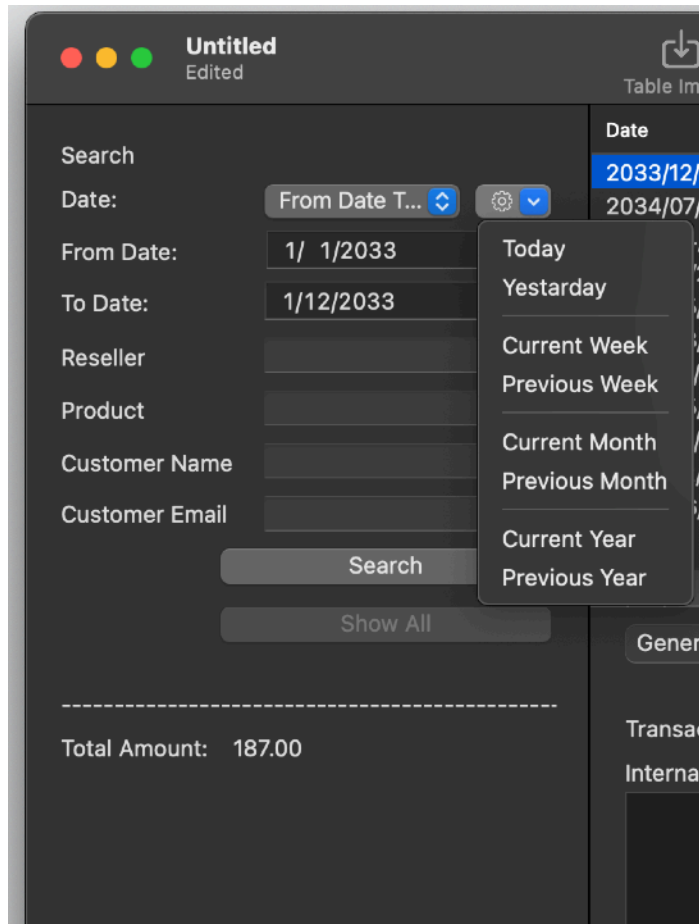 Untitled
Edited
Table Im
Search
Date:
From Date T...
From Date:
1/ 1/2033
To Date:
1/12/2033
Reseller
Product
Customer Name
Customer Email
Search
Show All
Today
Yestarday
Current Week
Previous Week
Current Month
Previous Month
Current Year
Previous Year
--------------------------------------------------
Total Amount: 187.00
Date
2033/12/
2034/07/
Gener
Transac
Interna